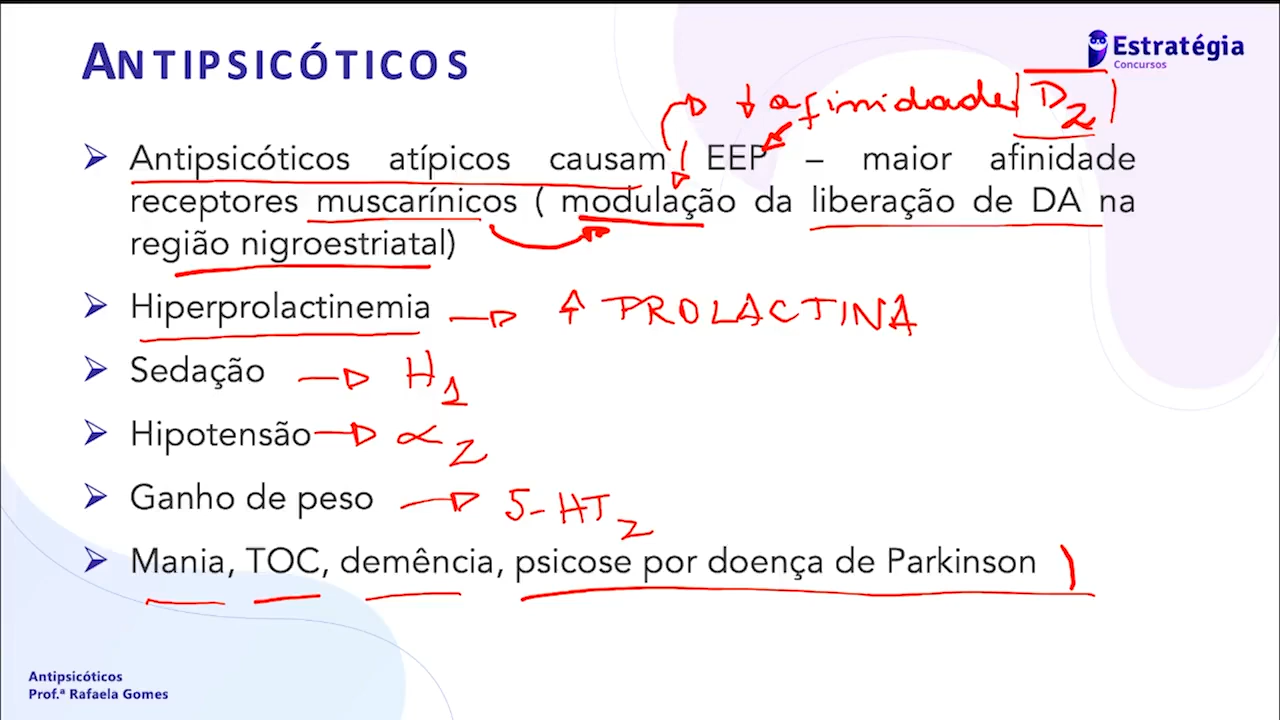 ANTIPSICÓTICOS
Estratégia
Concursos
↓ afinidade D2
➢ Antipsicóticos atípicos causam ↓ EEP – maior afinidade
receptores muscarínicos ( modulação da liberação de DA na
região nigroestriatal)
➢ Hiperprolactinemia → ↑ PROLACTINA
➢ Sedação → H1
➢ Hipotensão → α2
➢ Ganho de peso → 5-HT2
➢ Mania, TOC, demência, psicose por doença de Parkinson
Antipsicóticos
Prof.ª Rafaela Gomes